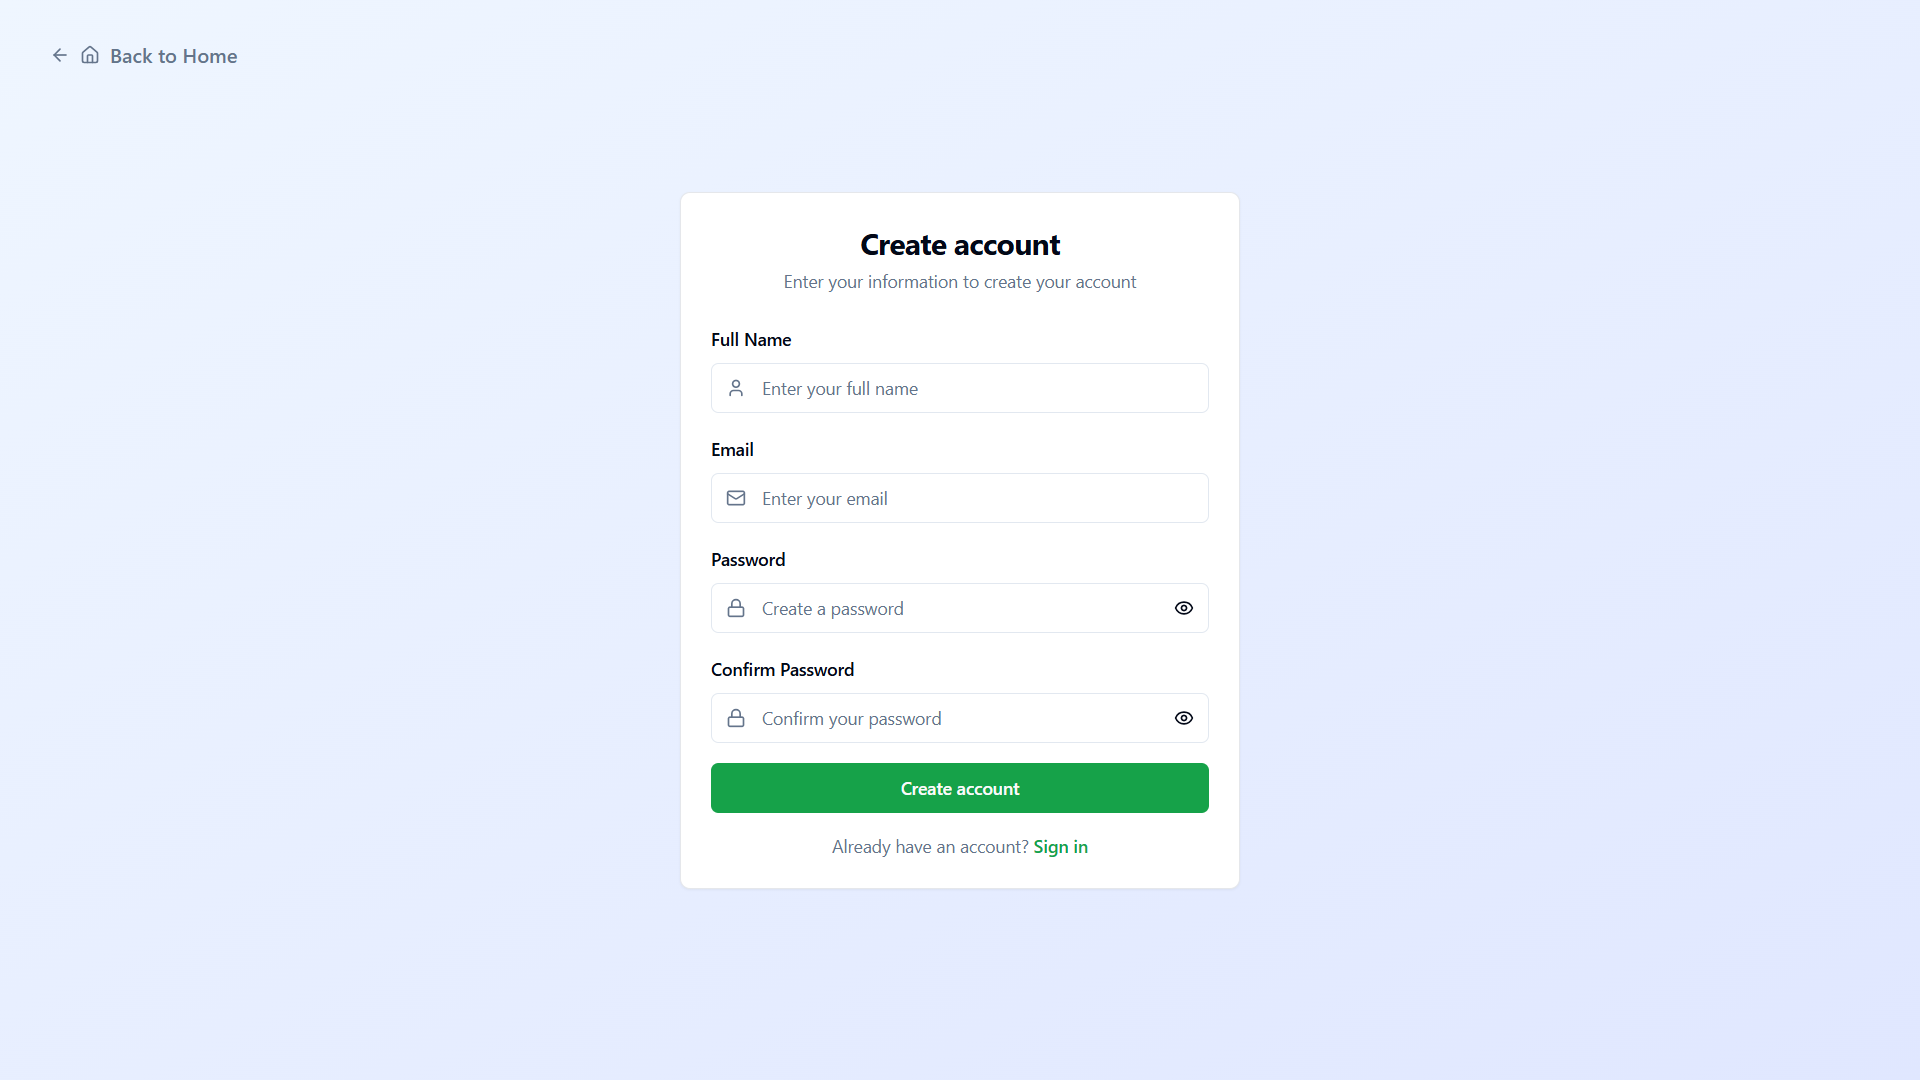 Back to Home
Create account
Enter your information to create your account
Full Name
Enter your full name
Email
Enter your email
Password
Create a password
Confirm Password
Confirm your password
Create account
Already have an account? Sign in